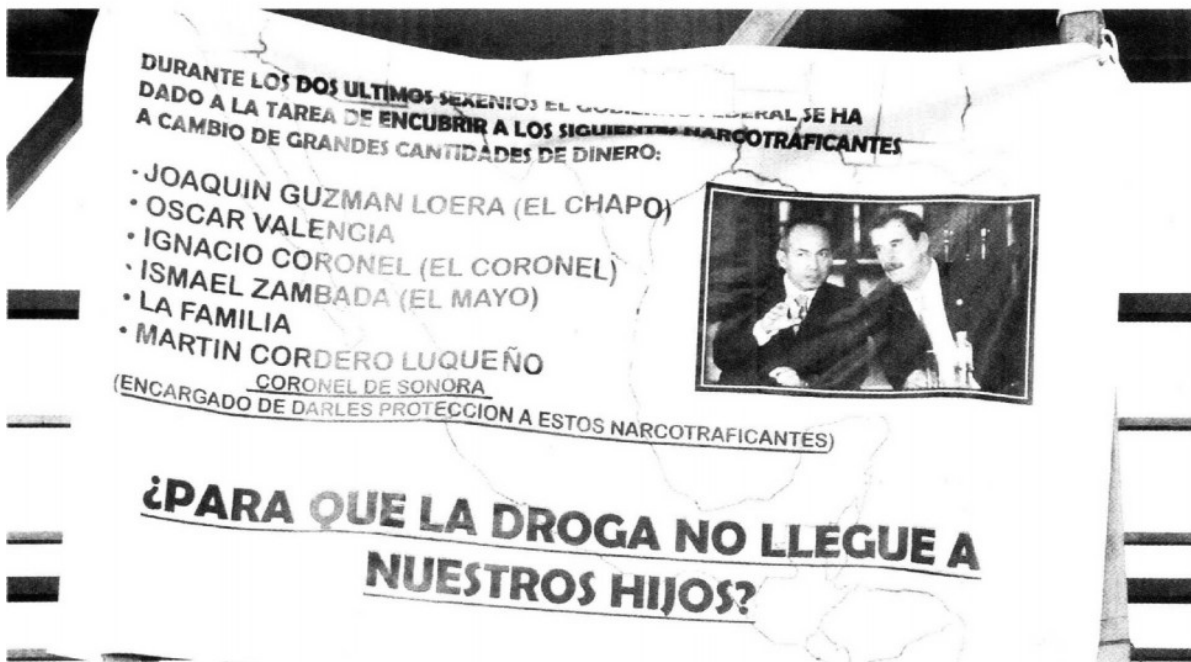 DURANTE LOS DOS ULTIMOS SEXENIOS EL GOBIERNO FEDERAL SE HA
DADO A LA TAREA DE ENCUBRIR A LOS SIGUIENTES NARCOTRAFICANTES
A CAMBIO DE GRANDES CANTIDADES DE DINERO:
• JOAQUIN GUZMAN LOERA (EL CHAPO)
• OSCAR VALENCIA
• IGNACIO CORONEL (EL CORONEL)
• ISMAEL ZAMBADA (EL MAYO)
• LA FAMILIA
• MARTIN CORDERO LUQUEÑO
CORONEL DE SONORA
(ENCARGADO DE DARLES PROTECCION A ESTOS NARCOTRAFICANTES)
¿PARA QUE LA DROGA NO LLEGUE A
NUESTROS HIJOS?